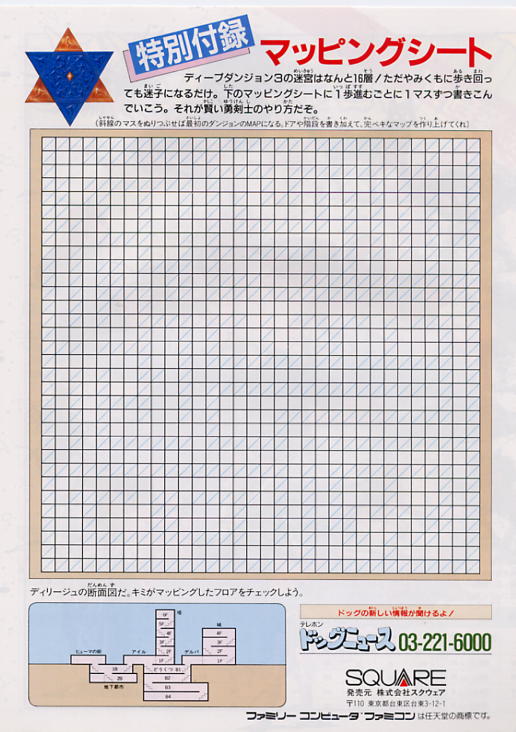 特別付録
マッピングシート
ディープダンジョン3の迷宮はなんと16層!ただやみくもに歩き回っ
ても迷子になるだけ。下のマッピングシートに1歩進むごとに1マスずつ書きこん
でいこう。それが賢い勇剣士のやり方だぞ。
(斜線のマスをぬりつぶせば最初のダンジョンのMAPになる。ドアや階段を書き加えて、完ペキなマップを作り上げてくれ)
ディリージュの断面図だ。キミがマッピングしたフロアをチェックしよう。
塔
6F
5F
4F
3F
2F
1F
城
4F
3F
2F
1F
ヒューマの街
アイル
デルバ
1B
2B
地下都市
どうくつ B1
B2
B3
B4
ドッグの新しい情報が聞けるよ!
テレホン
ドッグニュース 03-221-6000
SQUARE
発売元 株式会社スクウェア
〒110 東京都台東区台東3-12-1
ファミリーコンピュータ・ファミコンは任天堂の商標です。